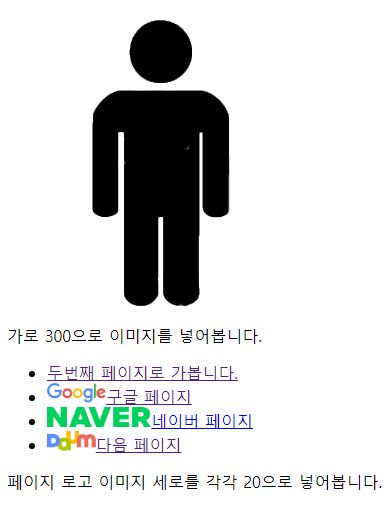 가로 300으로 이미지를 넣어봅니다.
두번째 페이지로 가봅니다.
Google구글 페이지
NAVER네이버 페이지
Daum다음 페이지
페이지 로고 이미지 세로를 각각 20으로 넣어봅니다.